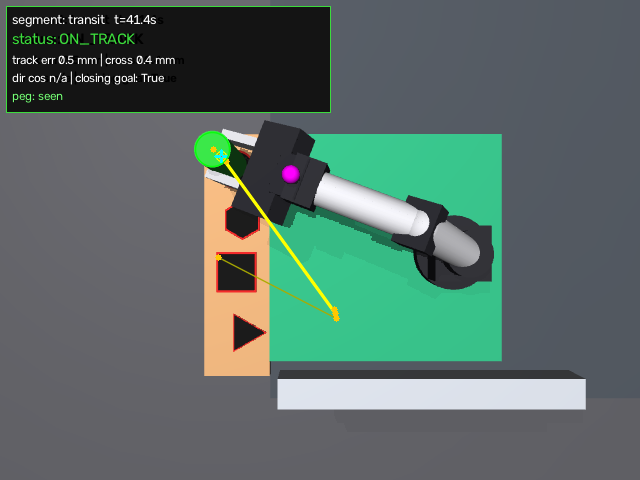 segment: transit t=41.4s
status: ON_TRACK
track err 0.5 mm | cross 0.4 mm
dir cos n/a | closing goal: True
peg: seen